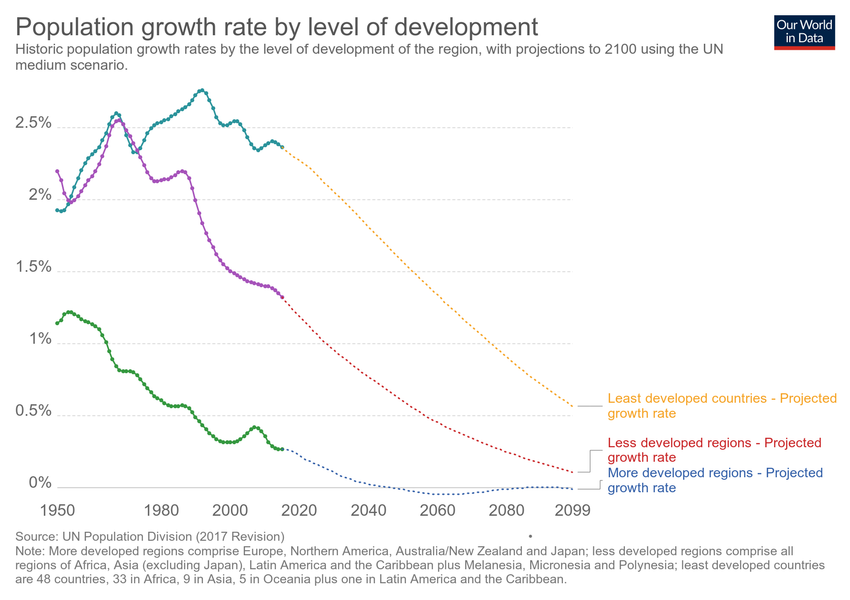 Population growth rate by level of development
Our World
in Data
Historic population growth rates by the level of development of the region, with projections to 2100 using the UN
medium scenario.
2.5%
2%
1.5%
1%
0.5%
0%
Least developed countries - Projected
growth rate
Less developed regions - Projected
growth rate
More developed regions - Projected
growth rate
1950 1980 2000 2020 2040 2060 2080 2099
Source: UN Population Division (2017 Revision)
Note: More developed regions comprise Europe, Northern America, Australia/New Zealand and Japan; less developed regions comprise all
regions of Africa, Asia (excluding Japan), Latin America and the Caribbean plus Melanesia, Micronesia and Polynesia; least developed countries
are 48 countries, 33 in Africa, 9 in Asia, 5 in Oceania plus one in Latin America and the Caribbean.